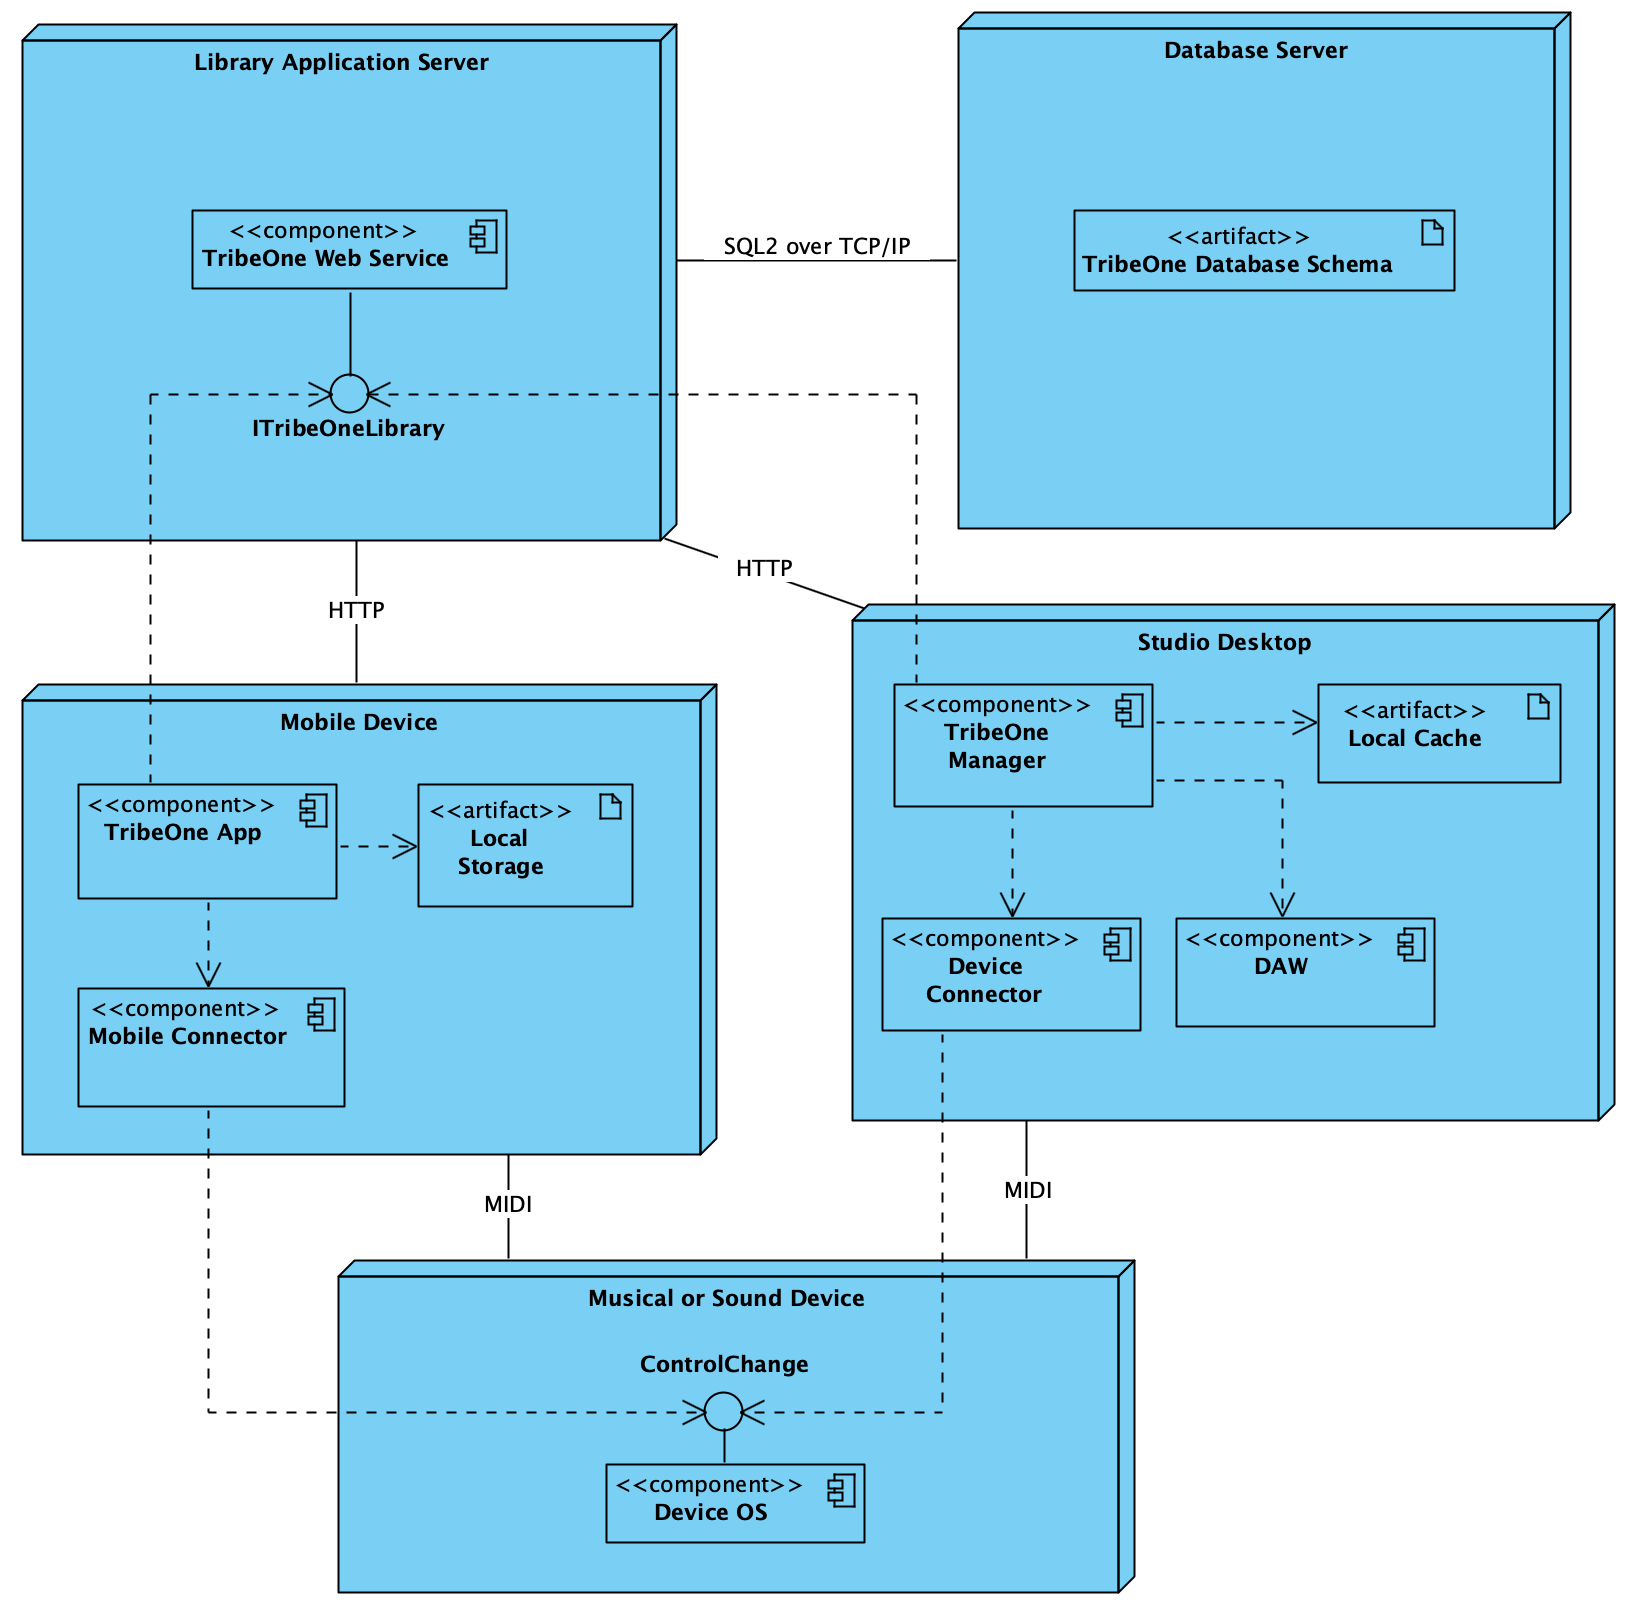 Library Application Server
<<component>>
TribeOne Web Service
ITribeOneLibrary
SQL2 over TCP/IP
Database Server
<<artifact>>
TribeOne Database Schema
HTTP
HTTP
Mobile Device
<<component>>
TribeOne App
<<artifact>>
Local
Storage
<<component>>
Mobile Connector
Studio Desktop
<<component>>
TribeOne
Manager
<<artifact>>
Local Cache
<<component>>
Device
Connector
<<component>>
DAW
MIDI
MIDI
Musical or Sound Device
ControlChange
<<component>>
Device OS